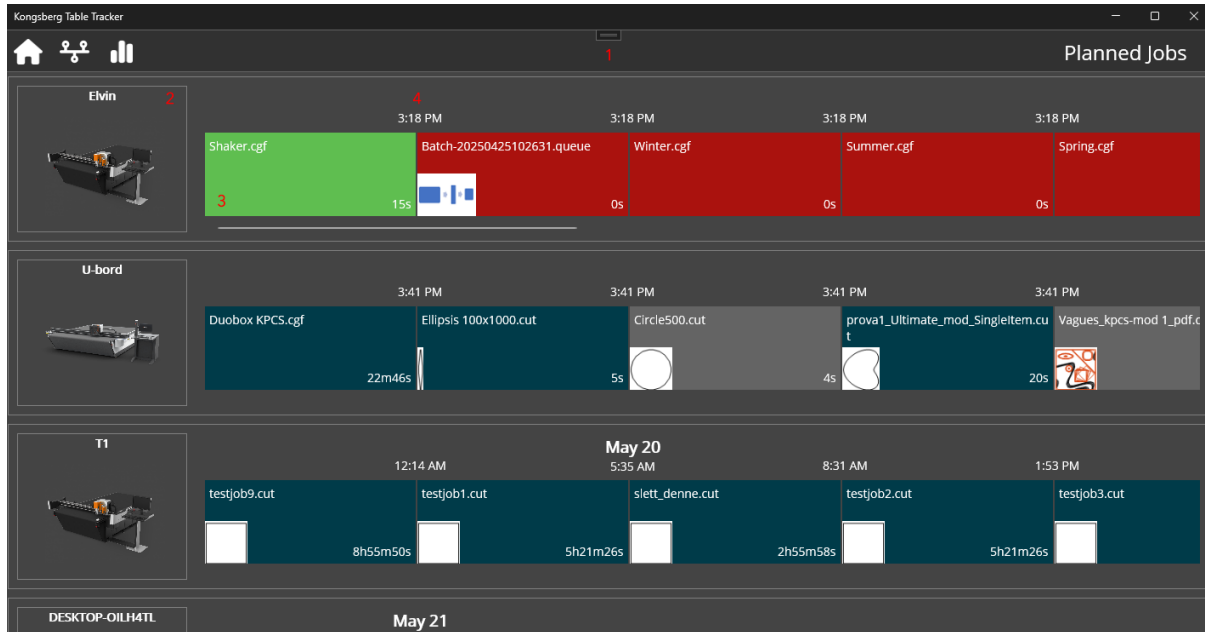 Kongsberg Table Tracker
1
Planned Jobs
Elvin
2
4
3:18 PM
3:18 PM
3:18 PM
3:18 PM
Shaker.cgf
3
15s
Batch-20250425102631.queue
0s
Winter.cgf
0s
Summer.cgf
0s
Spring.cgf
U-bord
3:41 PM
3:41 PM
3:41 PM
3:41 PM
Duobox KPCS.cgf
22m46s
Ellipsis 100x1000.cut
5s
Circle500.cut
4s
prova1_Ultimate_mod_SingleItem.cu
t
20s
Vagues_kpcs-mod 1_pdf.c
T1
May 20
12:14 AM
5:35 AM
8:31 AM
1:53 PM
testjob9.cut
8h55m50s
testjob1.cut
5h21m26s
slett_denne.cut
2h55m58s
testjob2.cut
5h21m26s
testjob3.cut
DESKTOP-OILH4TL
May 21